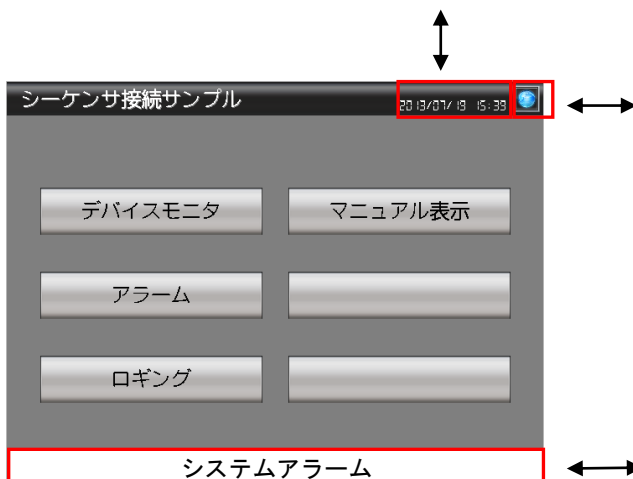 シーケンサ接続サンプル 2013/07/19 15:39
デバイスモニタ マニュアル表示
アラーム
ロギング
システムアラーム